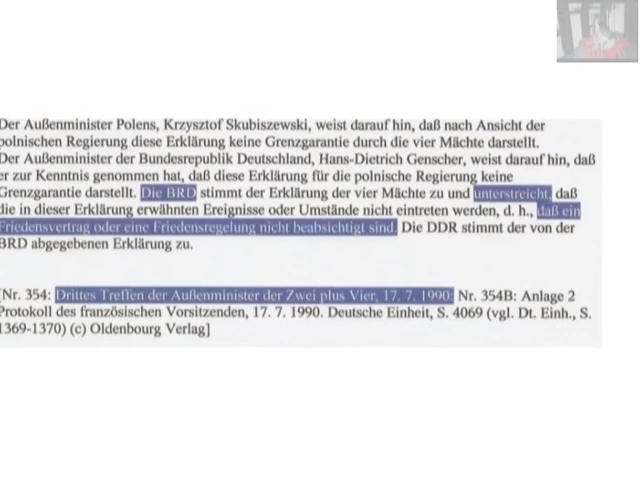 Der Außenminister Polens, Krzysztof Skubiszewski, weist darauf hin, daß nach Ansicht der
polnischen Regierung diese Erklärung keine Grenzgarantie durch die vier Mächte darstellt.
Der Außenminister der Bundesrepublik Deutschland, Hans-Dietrich Genscher, weist darauf hin, daß
er zur Kenntnis genommen hat, daß diese Erklärung für die polnische Regierung keine
Grenzgarantie darstellt. Die BRD stimmt der Erklärung der vier Mächte zu und unterstreicht, daß
die in dieser Erklärung erwähnten Ereignisse oder Umstände nicht eintreten werden, d. h., daß ein
Friedensvertrag oder eine Friedensregelung nicht beabsichtigt sind. Die DDR stimmt der von der
BRD abgegebenen Erklärung zu.
[Nr. 354: Drittes Treffen der Außenminister der Zwei plus Vier, 17. 7. 1990: Nr. 354B: Anlage 2
Protokoll des französischen Vorsitzenden, 17. 7. 1990. Deutsche Einheit, S. 4069 (vgl. Dt. Einh., S.
1369-1370) (c) Oldenbourg Verlag]